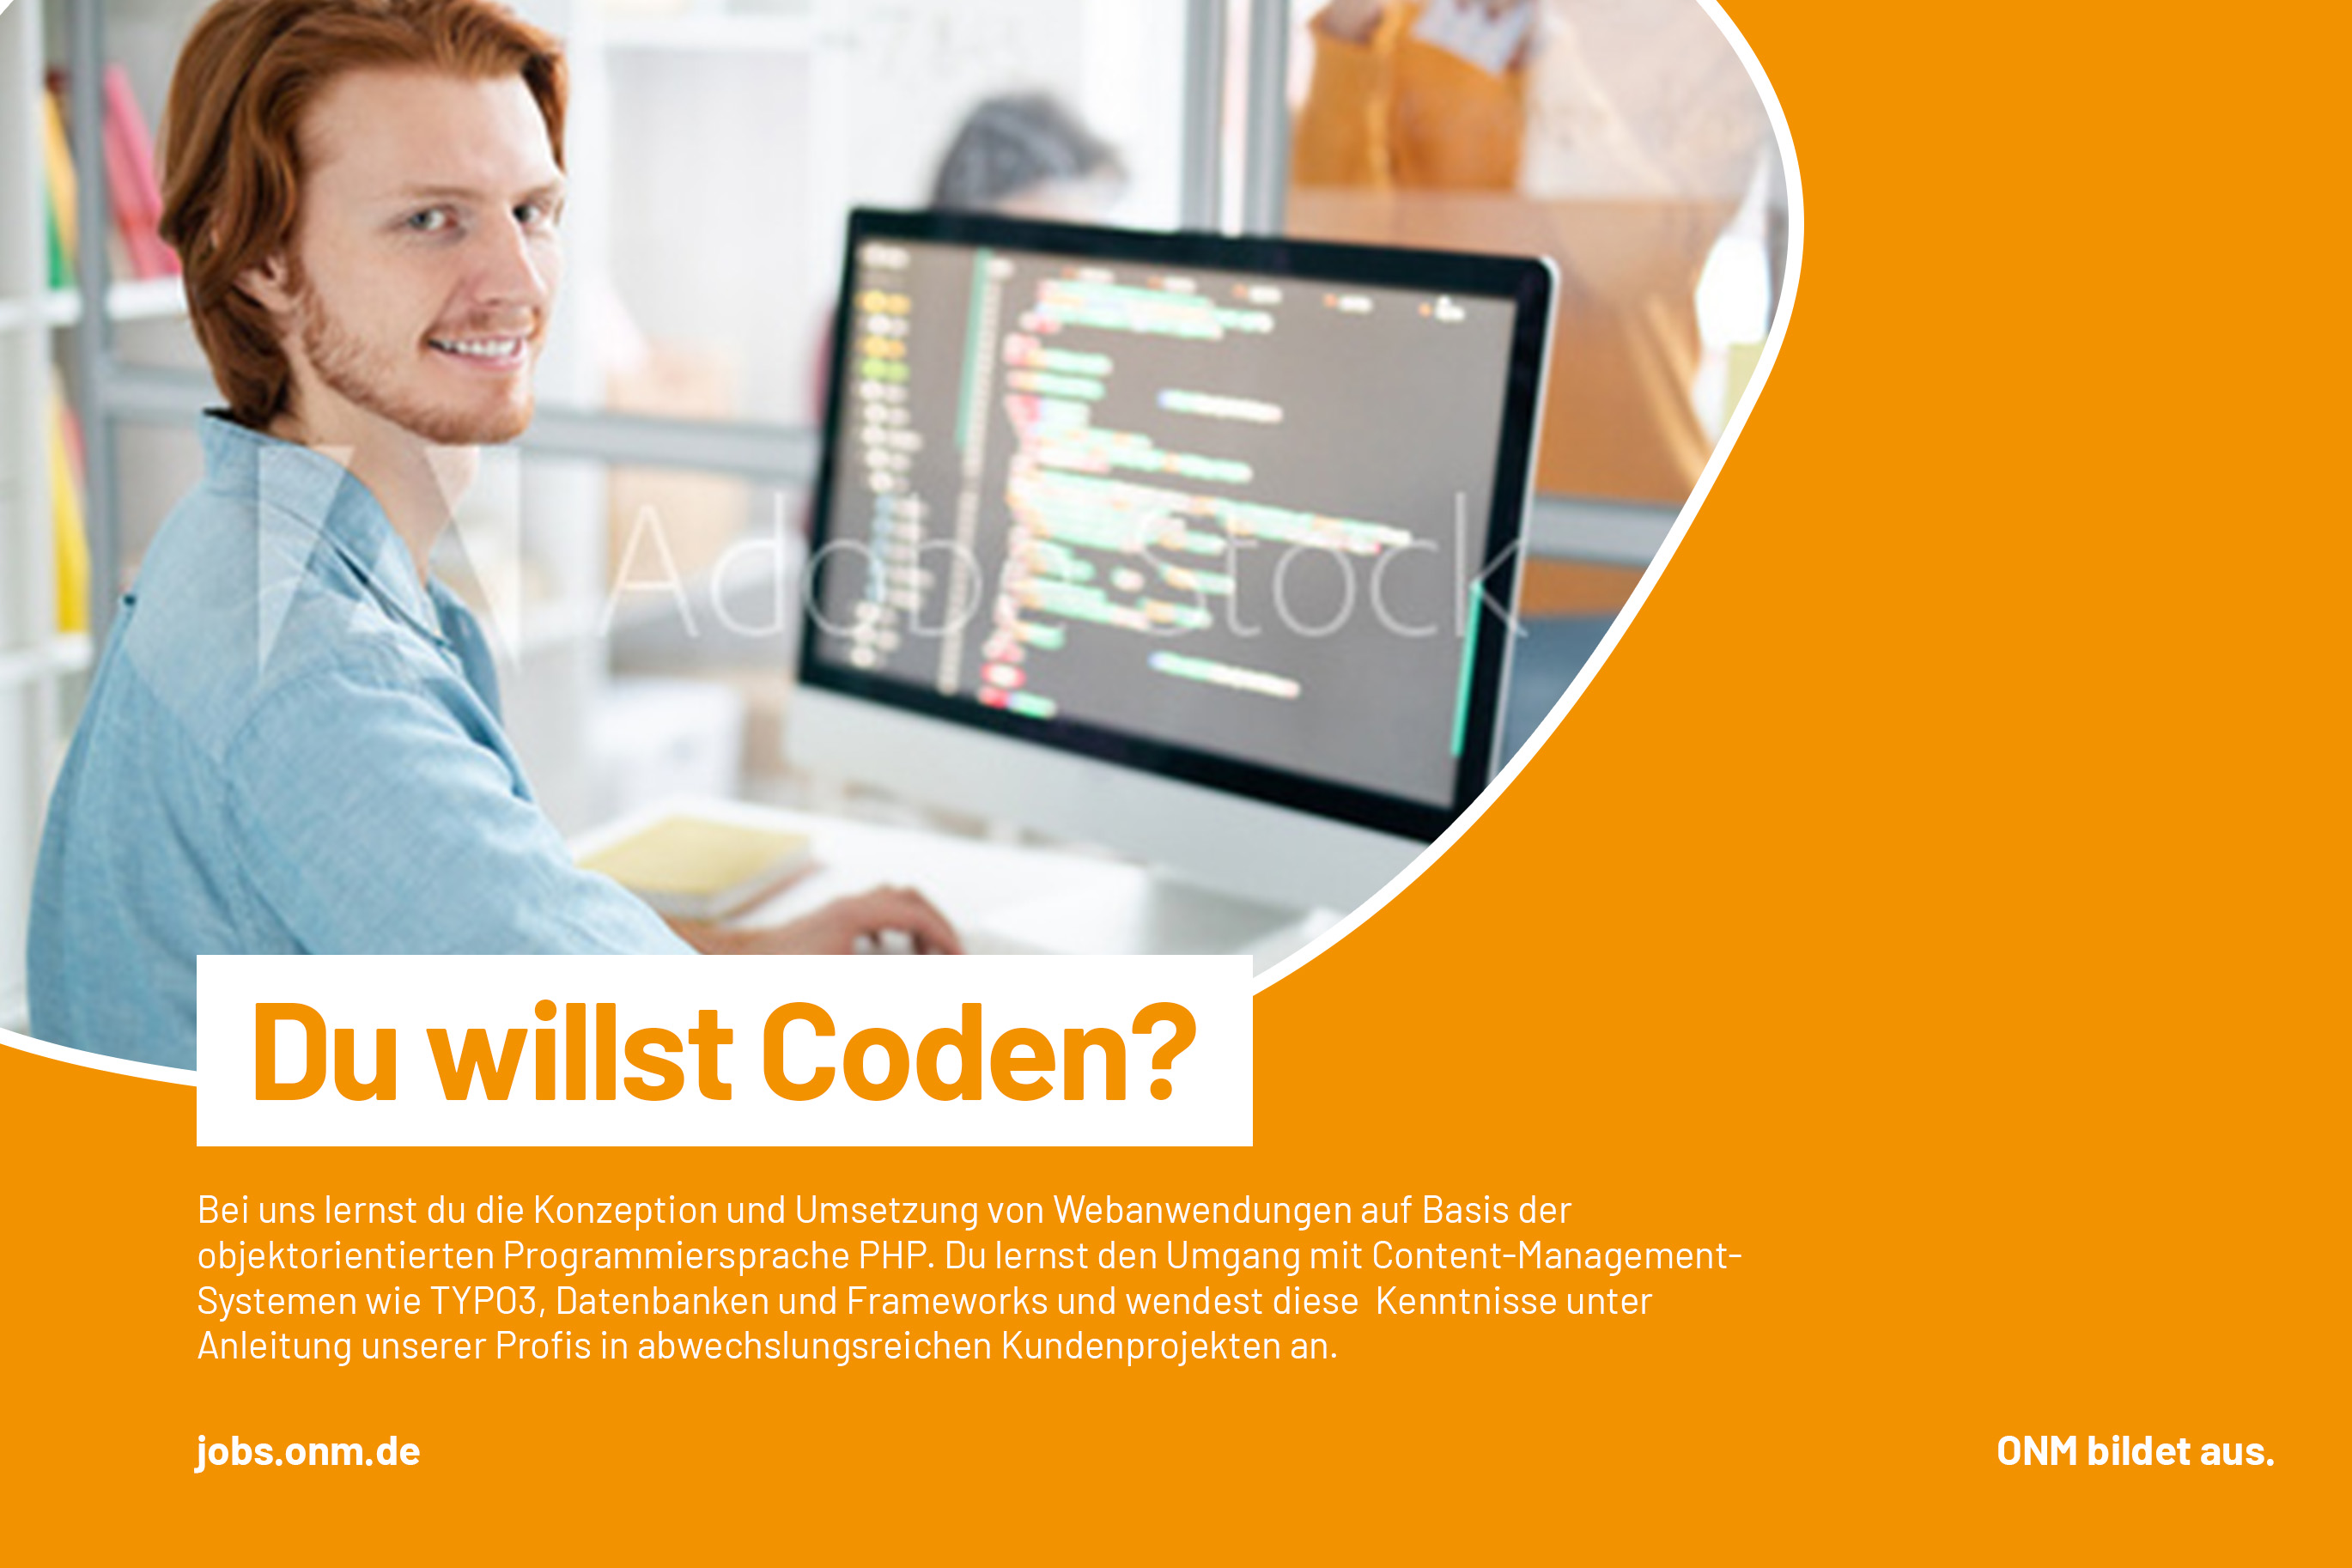 Adobe Stock
Du willst Coden?
Bei uns lernst du die Konzeption und Umsetzung von Webanwendungen auf Basis der
objektorientierten Programmiersprache PHP. Du lernst den Umgang mit Content-Management-
Systemen wie TYPO3, Datenbanken und Frameworks und wendest diese  Kenntnisse unter
Anleitung unserer Profis in abwechslungsreichen Kundenprojekten an.
jobs.onm.de
ONM bildet aus.